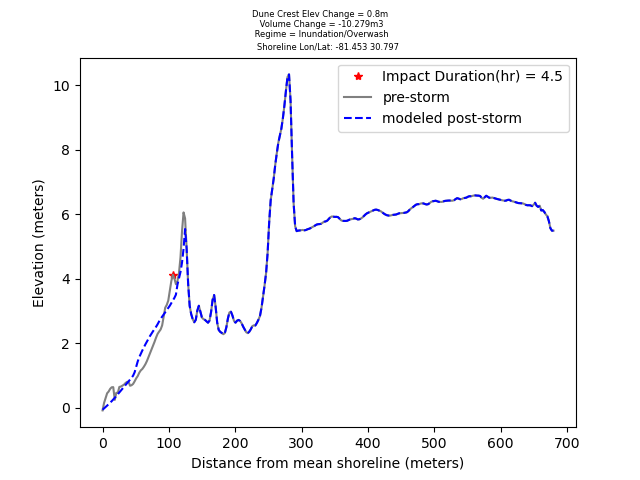 Dune Crest Elev Change = 0.8m
Volume Change = -10.279m3
Regime = Inundation/Overwash
Shoreline Lon/Lat: -81.453 30.797
Impact Duration(hr) = 4.5
pre-storm
modeled post-storm
Elevation (meters)
10
8
6
4
2
0
0 100 200 300 400 500 600 700
Distance from mean shoreline (meters)